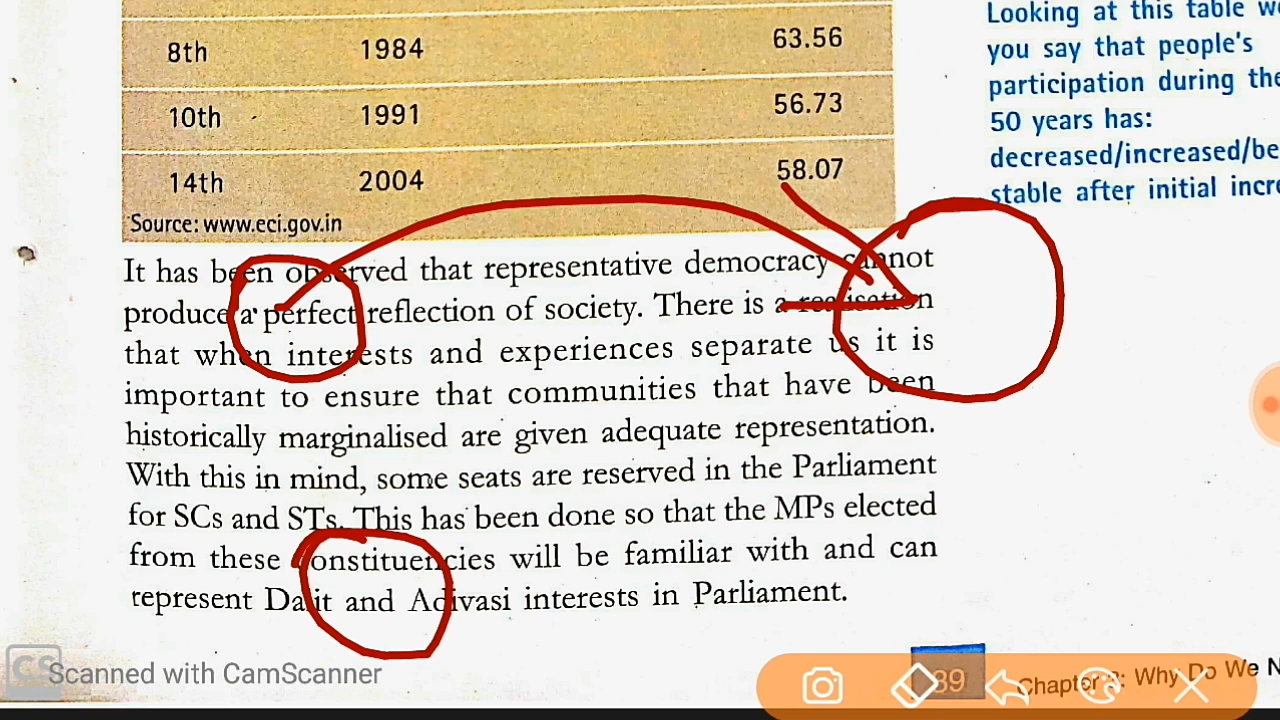 8th 1984 63.56
10th 1991 56.73
14th 2004 58.07
Source: www.eci.gov.in
It has been observed that representative democracy cannot
produce a perfect reflection of society. There is a realisation
that when interests and experiences separate us it is
important to ensure that communities that have been
historically marginalised are given adequate representation.
With this in mind, some seats are reserved in the Parliament
for SCs and STs. This has been done so that the MPs elected
from these constituencies will be familiar with and can
represent Dalit and Adivasi interests in Parliament.
Looking at this table w
you say that people's
participation during the
50 years has:
decreased/increased/be
stable after initial incre
CS Scanned with CamScanner
39 Chapter : Why Do We N